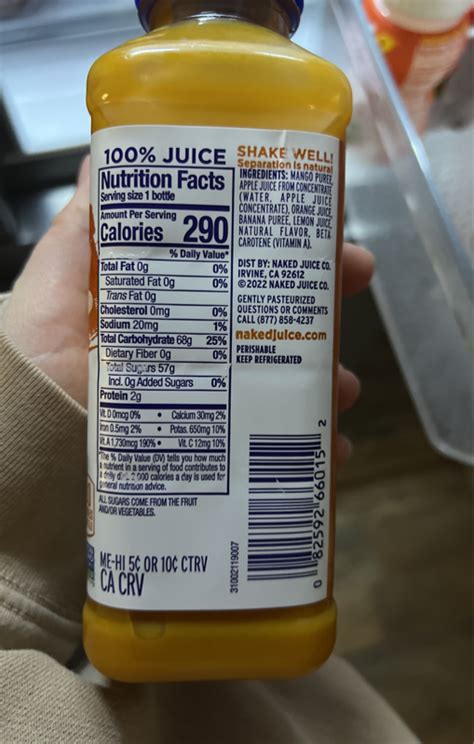 100% JUICE
Nutrition Facts
Serving size 1 bottle
Amount Per Serving
Calories 290
% Daily Value*
Total Fat 0g 0%
Saturated Fat 0g 0%
Trans Fat 0g
Cholesterol 0mg 0%
Sodium 20mg 1%
Total Carbohydrate 68g 25%
Dietary Fiber 0g 0%
Total Sugars 57g
Incl. 0g Added Sugars 0%
Protein 2g
Vit. D 0mcg 0% • Calcium 30mg 2%
Iron 0.5mg 2% • Potas. 650mg 10%
Vit. A 1,730mcg 190% • Vit. C 12mg 10%
*The % Daily Value (DV) tells you how much
a nutrient in a serving of food contributes to
a daily diet. 2,000 calories a day is used for
general nutrition advice.
ALL SUGARS COME FROM THE FRUIT
AND/OR VEGETABLES.
ME-HI 5¢ OR 10¢ CTRV
CA CRV
SHAKE WELL!
Separation is natural
INGREDIENTS: MANGO PUREE,
APPLE JUICE FROM CONCENTRATE
(WATER, APPLE JUICE
CONCENTRATE), ORANGE JUICE,
BANANA PUREE, LEMON JUICE,
NATURAL FLAVOR, BETA
CAROTENE (VITAMIN A).
DIST BY: NAKED JUICE CO.
IRVINE, CA 92612
©2022 NAKED JUICE CO.
GENTLY PASTEURIZED
QUESTIONS OR COMMENTS
CALL (877) 858-4237
nakedjuice.com
PERISHABLE
KEEP REFRIGERATED
31002119007
0 82592 66015 2